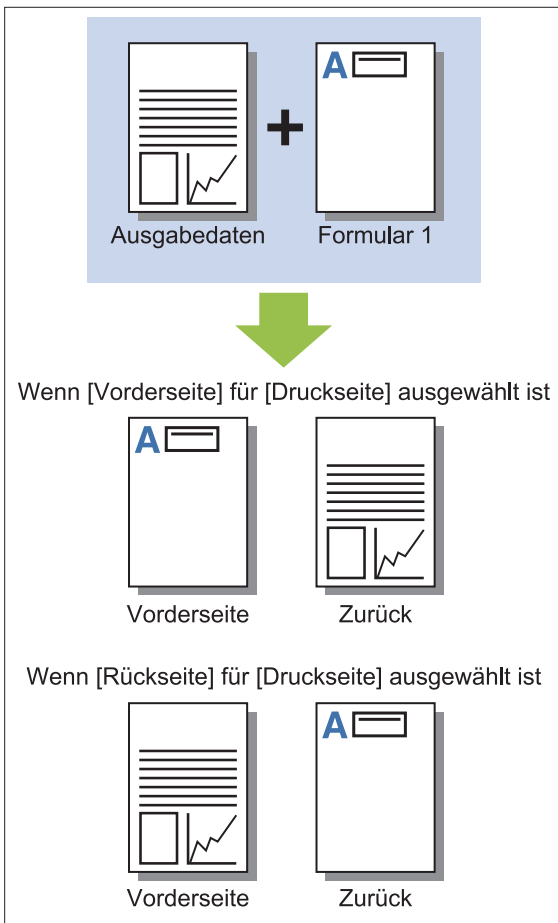 A
Ausgabedaten Formular 1
Wenn [Vorderseite] für [Druckseite] ausgewählt ist
A
Vorderseite Zurück
Wenn [Rückseite] für [Druckseite] ausgewählt ist
A
Vorderseite Zurück